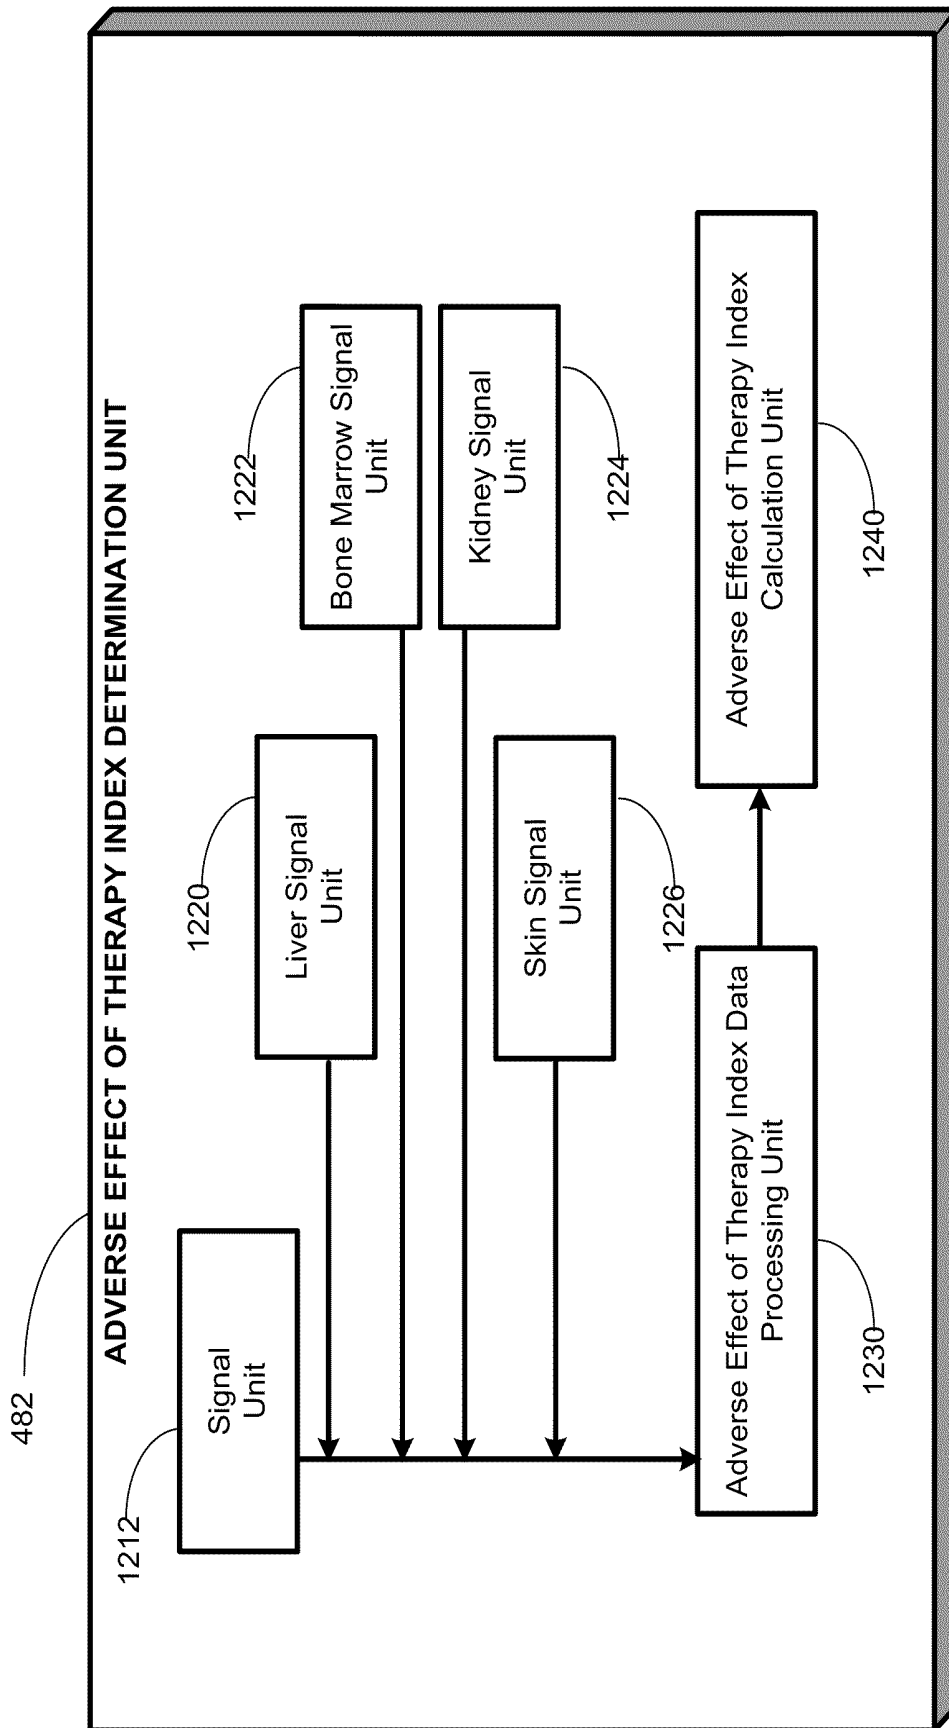 482
ADVERSE EFFECT OF THERAPY INDEX DETERMINATION UNIT
1212
Signal
Unit
1220
Liver Signal
Unit
1222
Bone Marrow Signal
Unit
Kidney Signal
Unit
1224
Skin Signal
Unit
1226
Adverse Effect of Therapy Index Data
Processing Unit
1230
Adverse Effect of Therapy Index
Calculation Unit
1240